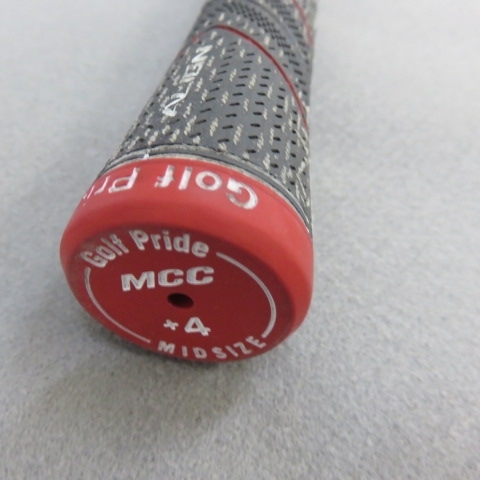 Golf Pri
Golf Pride
MCC
+4
MIDSIZE